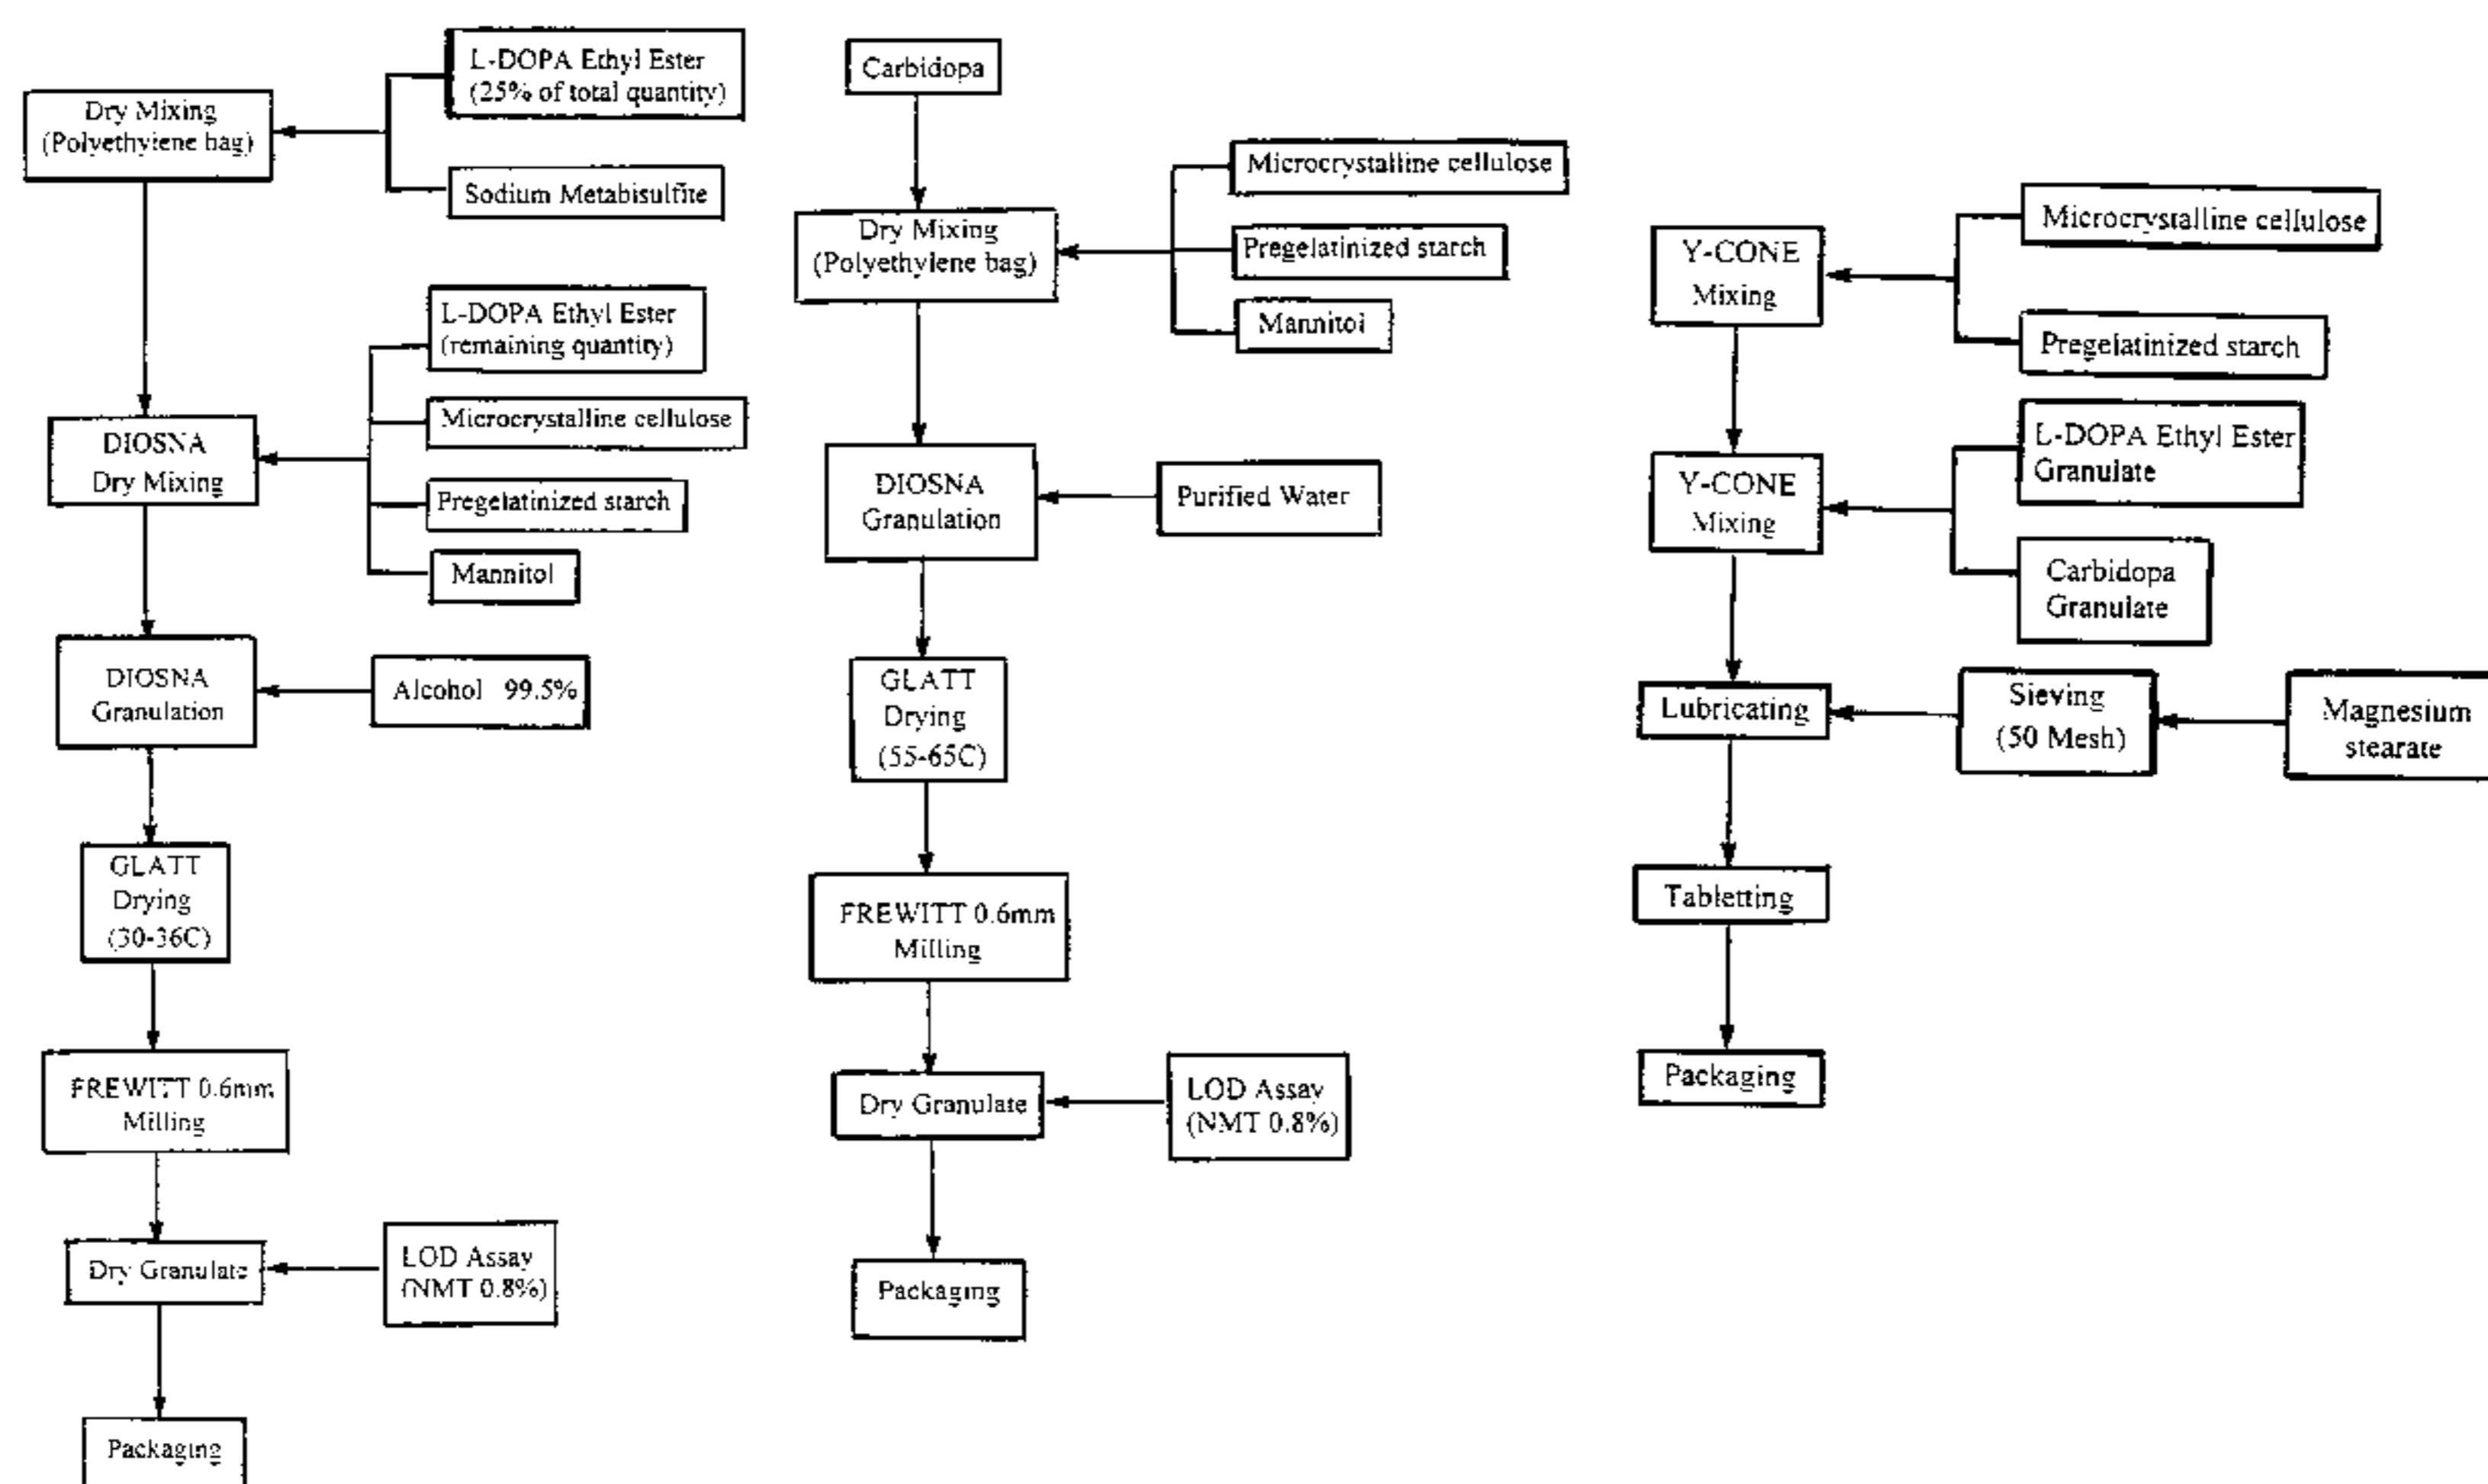 L-DOPA Ethyl Ester
(25% of total quantity)
Dry Mixing
(Polyethylene bag)
Sodium Metabisulfite
L-DOPA Ethyl Ester
(remaining quantity)
Microcrystalline cellulose
DIOSNA
Dry Mixing
Pregelatinized starch
Mannitol
DIOSNA
Granulation
Alcohol 99.5%
GLATT
Drying
(30-36C)
FREWITT 0.6mm
Milling
Dry Granulate
LOD Assay
(NMT 0.8%)
Packaging
Carbidopa
Microcrystalline cellulose
Dry Mixing
(Polyethylene bag)
Pregelatinized starch
Mannitol
DIOSNA
Granulation
Purified Water
GLATT
Drying
(55-65C)
FREWITT 0.6mm
Milling
Dry Granulate
LOD Assay
(NMT 0.8%)
Packaging
Microcrystalline cellulose
Y-CONE
Mixing
Pregelatinized starch
L-DOPA Ethyl Ester
Granulate
Y-CONE
Mixing
Carbidopa
Granulate
Lubricating
Sieving
(50 Mesh)
Magnesium
stearate
Tabletting
Packaging